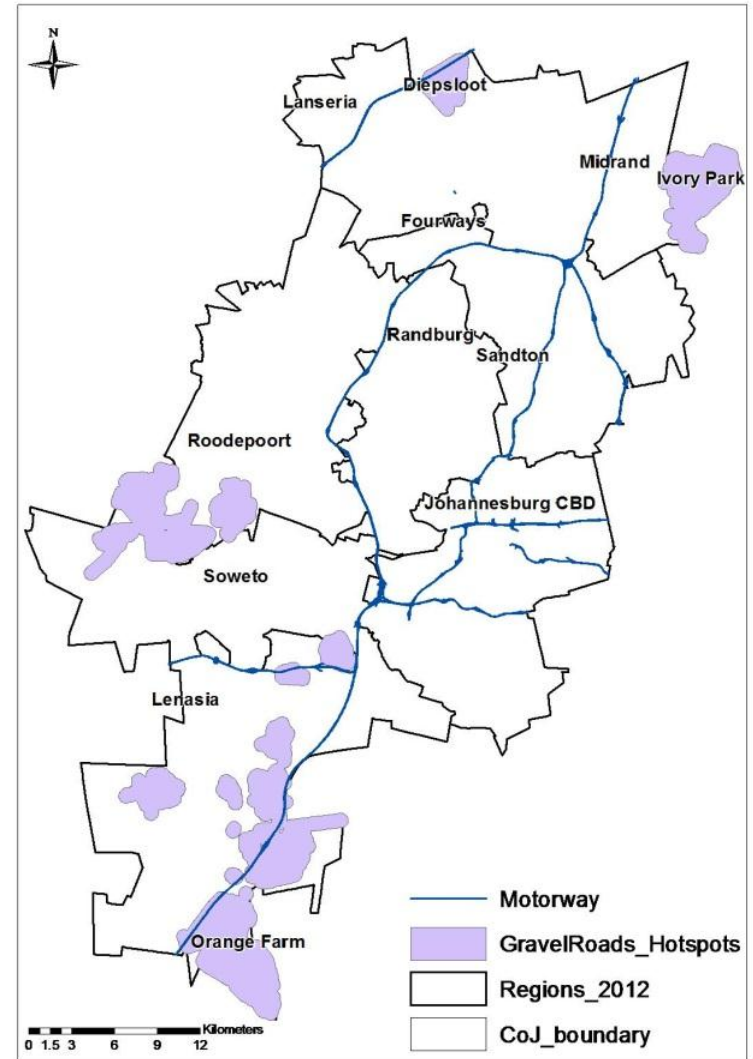 N
Diepsloot
Lanseria
Midrand
Ivory Park
Fourways
Randburg
Sandton
Roodepoort
Johannesburg CBD
Soweto
Lenasia
Orange Farm
Motorway
GravelRoads_Hotspots
Regions_2012
CoJ_boundary
Kilometers
0 1.5 3 6 9 12